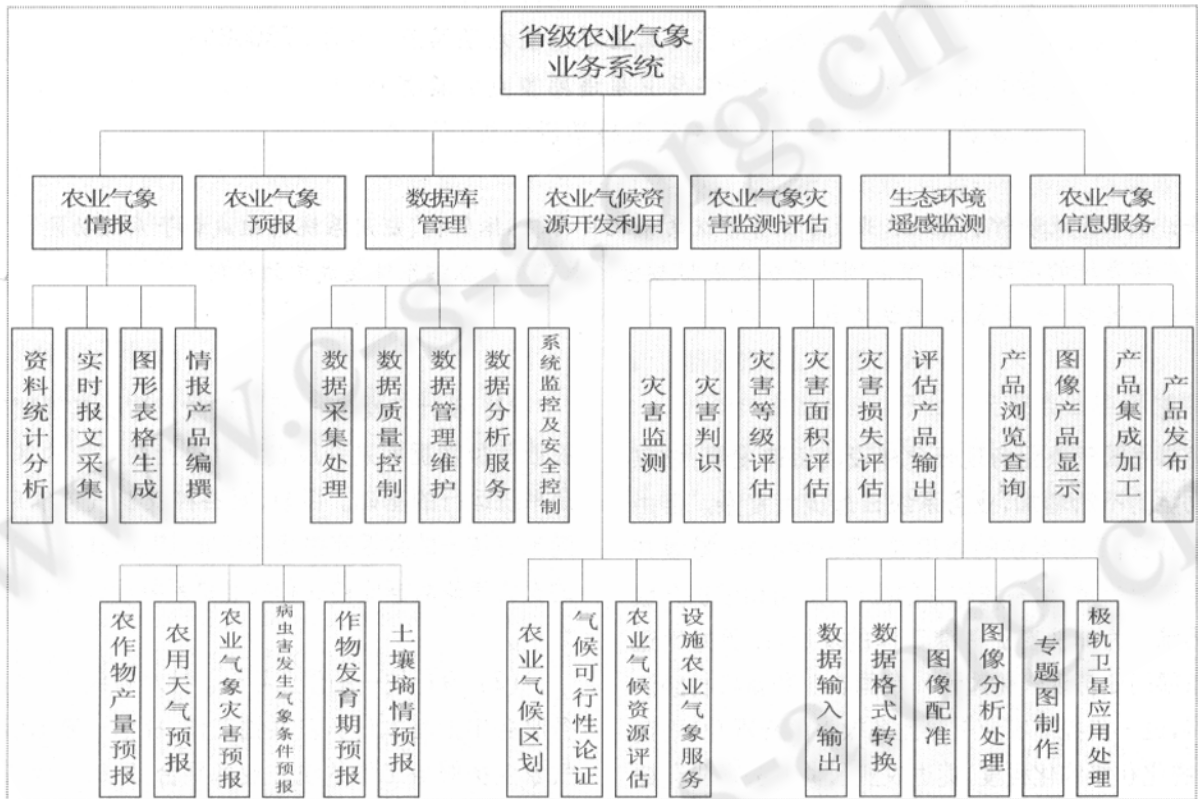 省级农业气象
业务系统
农业气象
情报
农业气象
预报
数据库
管理
农业气候资
源开发利用
农业气象灾
害监测评估
生态环境
遥感监测
农业气象
信息服务
资料统计分析
实时报文采集
图形表格生成
情报产品编撰
数据采集处理
数据质量控制
数据管理维护
数据分析服务
系统监控及安全控制
灾害监测
灾害判识
灾害等级评估
灾害面积评估
灾害损失评估
评估产品输出
产品浏览查询
图像产品显示
产品集成加工
产品发布
农作物产量预报
农用天气预报
农业气象灾害预报
病虫害发生气象条件预报
作物发育期预报
土壤墒情预报
农业气候区划
气候可行性论证
农业气候资源评估
设施农业气象服务
数据输入输出
数据格式转换
图像配准
图像分析处理
专题图制作
极轨卫星应用处理
www.c-s-a.org.cn